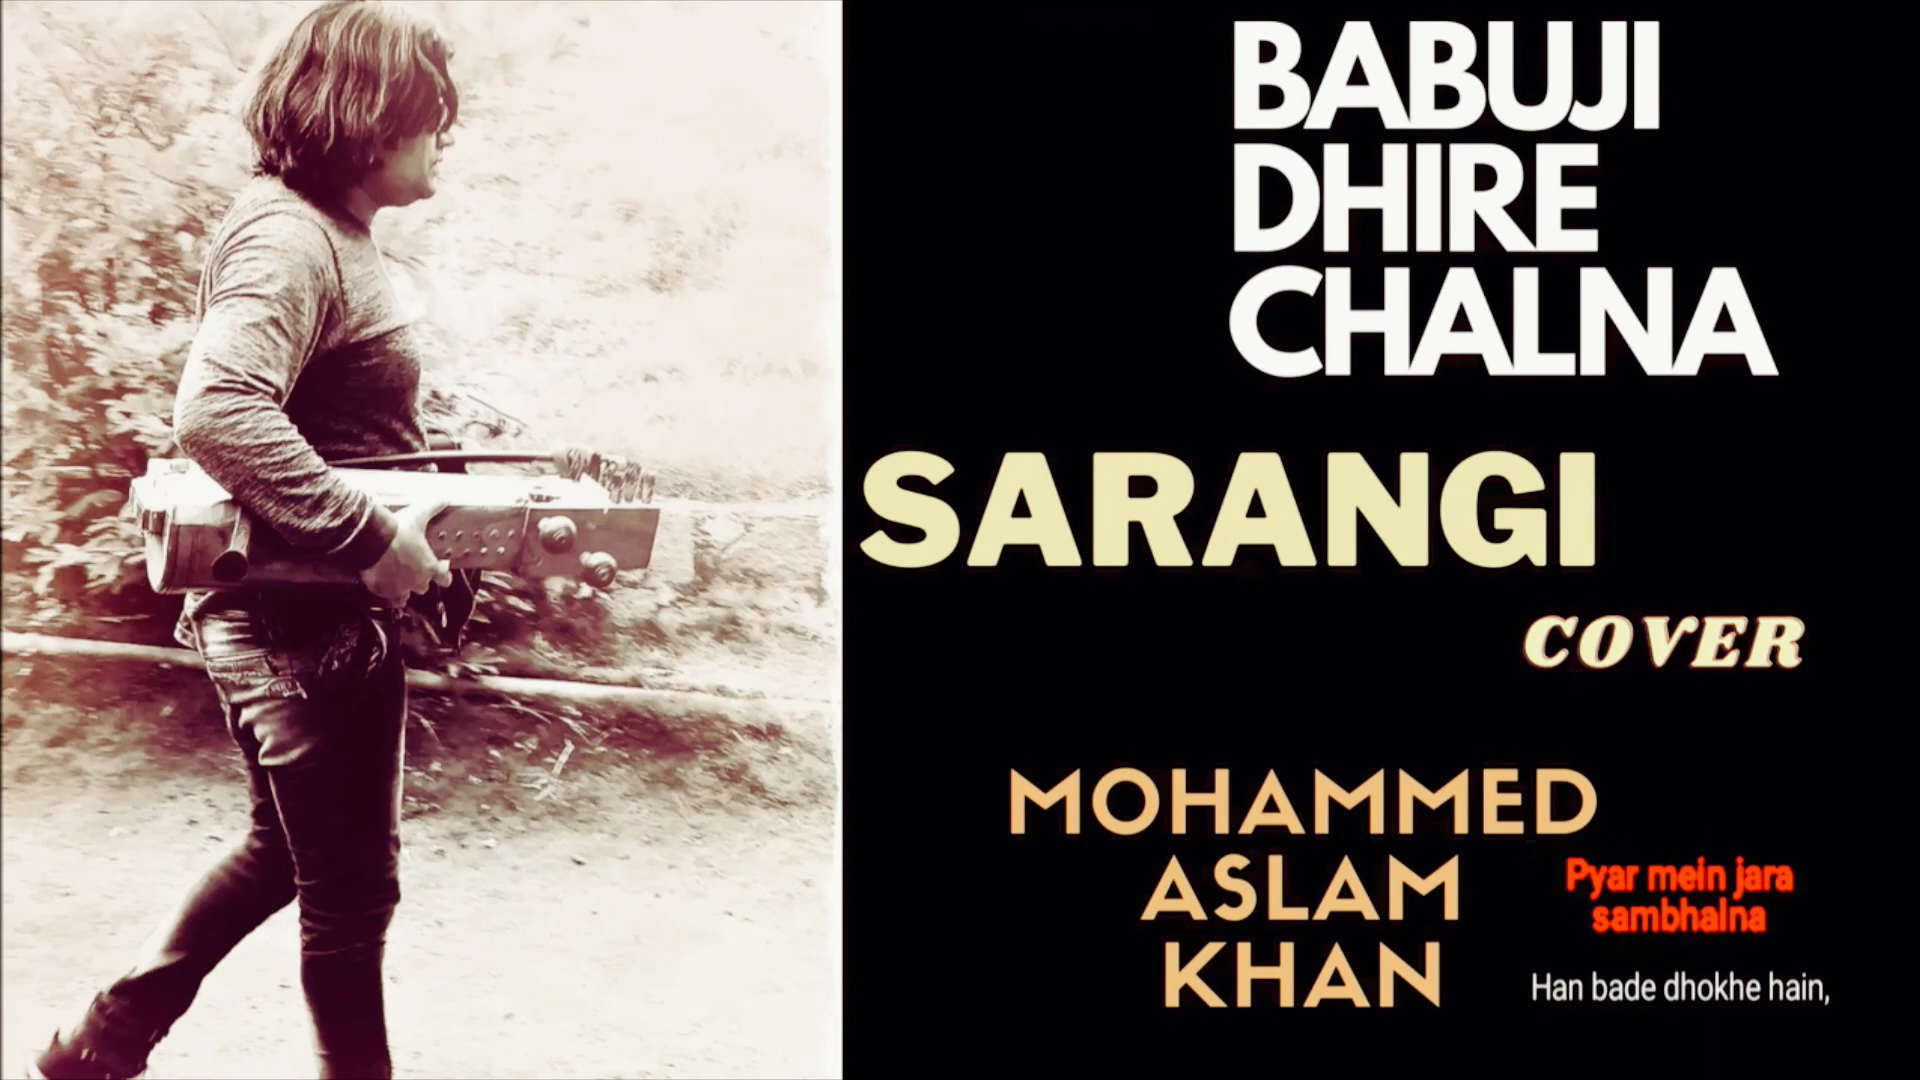 BABUJI
DHIRE
CHALNA
SARANGI
COVER
MOHAMMED
ASLAM
KHAN
Pyar mein jara
sambhalna
Han bade dhokhe hain,